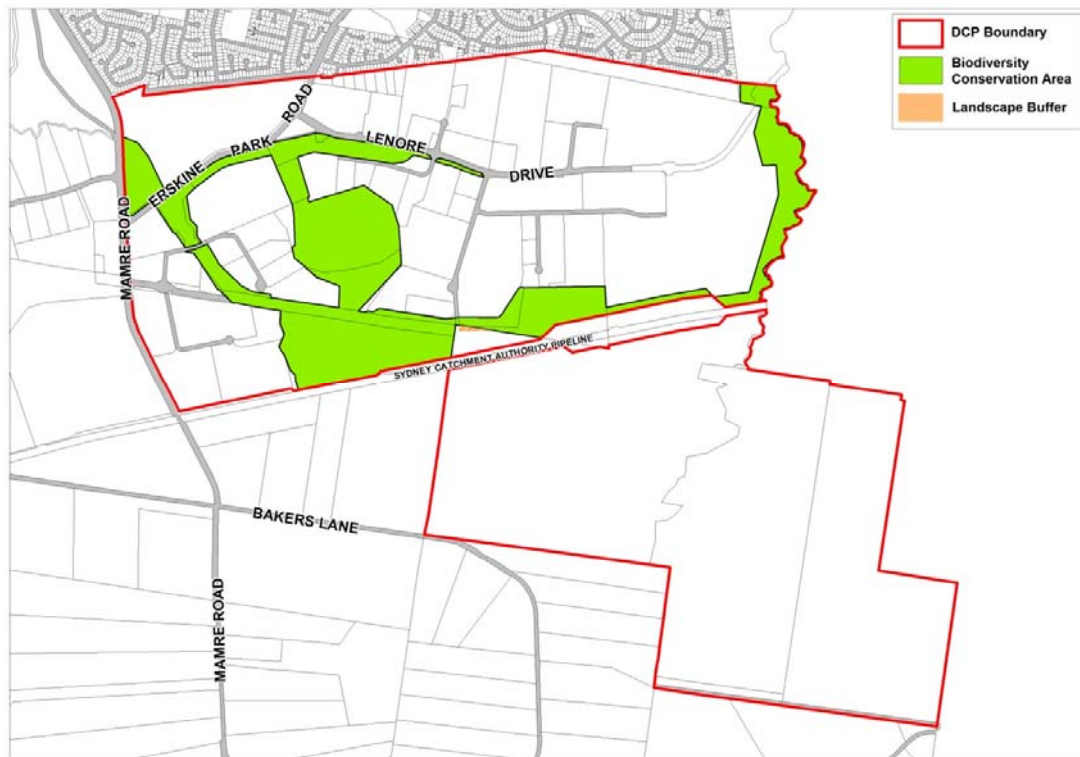 DCP Boundary
Biodiversity
Conservation Area
Landscape Buffer
ERSKINE PARK ROAD
LENORE DRIVE
MAMRE ROAD
SYDNEY CATCHMENT AUTHORITY PIPELINE
BAKERS LANE
MAMRE ROAD